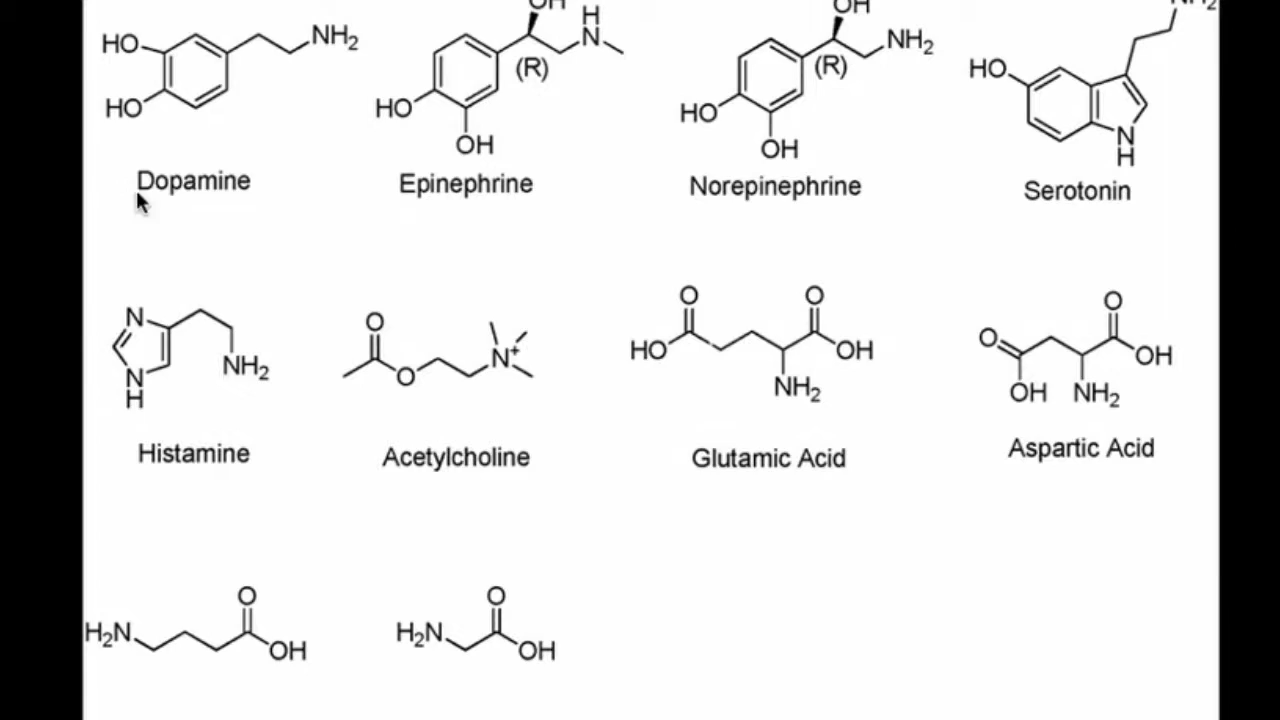 OH H OH NH2
HO NH2 N NH2 HO
HO (R) (R)
HO HO N
OH OH H
Dopamine Epinephrine Norepinephrine Serotonin
N O O O O
HO OH O OH
NH2 O N+
N NH2 OH NH2
H
Histamine Acetylcholine Glutamic Acid Aspartic Acid
O O
H2N OH H2N OH